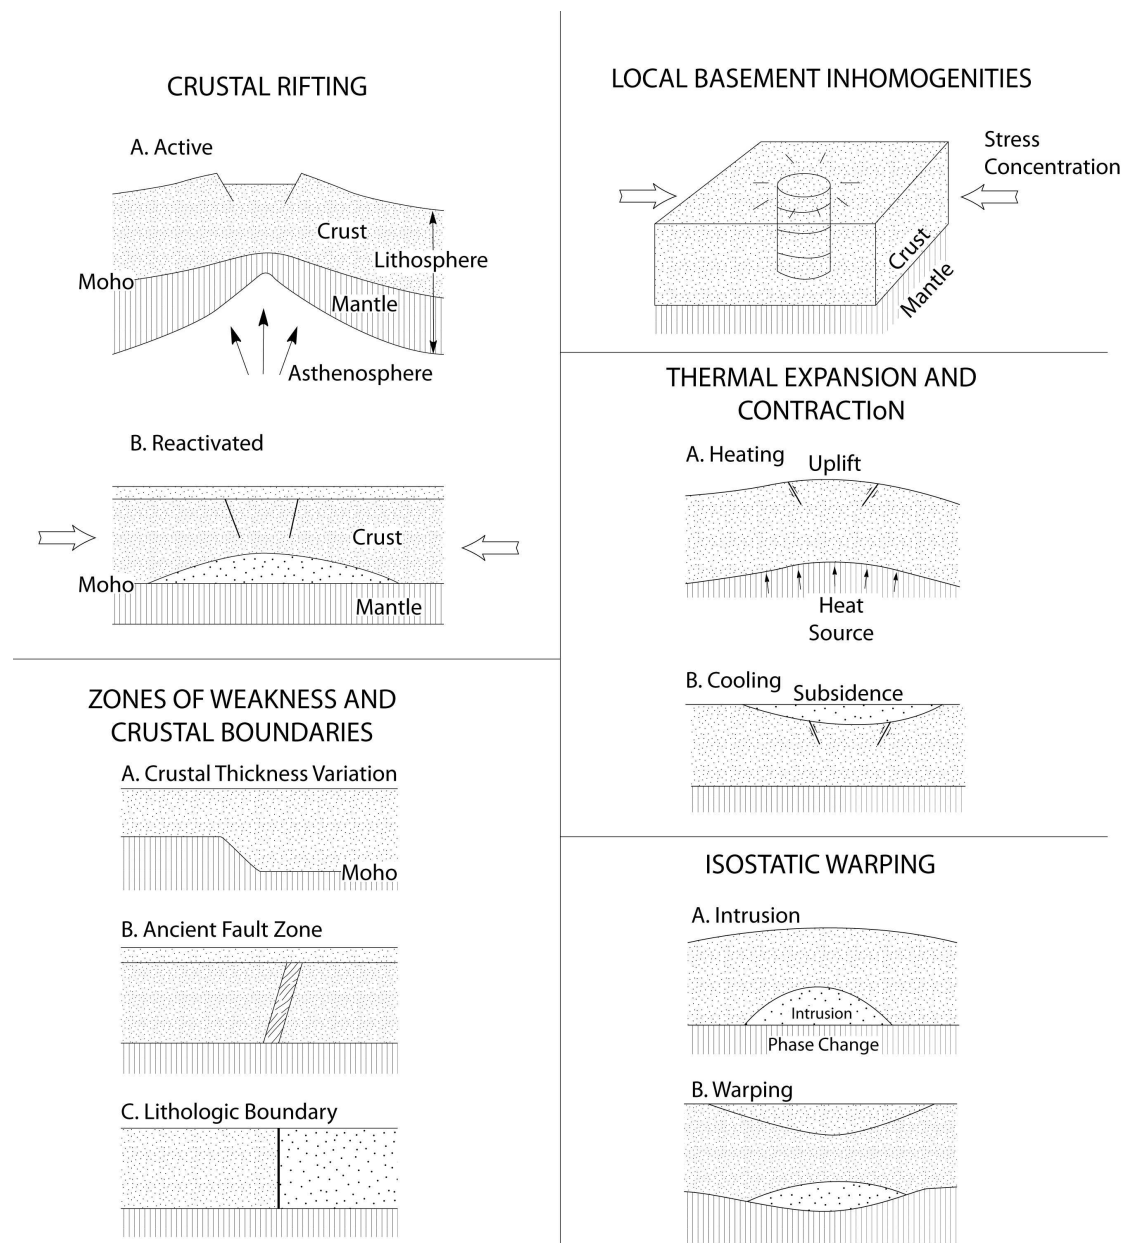 CRUSTAL RIFTING
A. Active
Crust
Lithosphere
Moho
Mantle
Asthenosphere
B. Reactivated
Crust
Moho
Mantle
ZONES OF WEAKNESS AND
CRUSTAL BOUNDARIES
A. Crustal Thickness Variation
Moho
B. Ancient Fault Zone
C. Lithologic Boundary
LOCAL BASEMENT INHOMOGENITIES
Stress
Concentration
Crust
Mantle
THERMAL EXPANSION AND
CONTRACTIoN
A. Heating
Uplift
Heat
Source
B. Cooling
Subsidence
ISOSTATIC WARPING
A. Intrusion
Intrusion
Phase Change
B. Warping